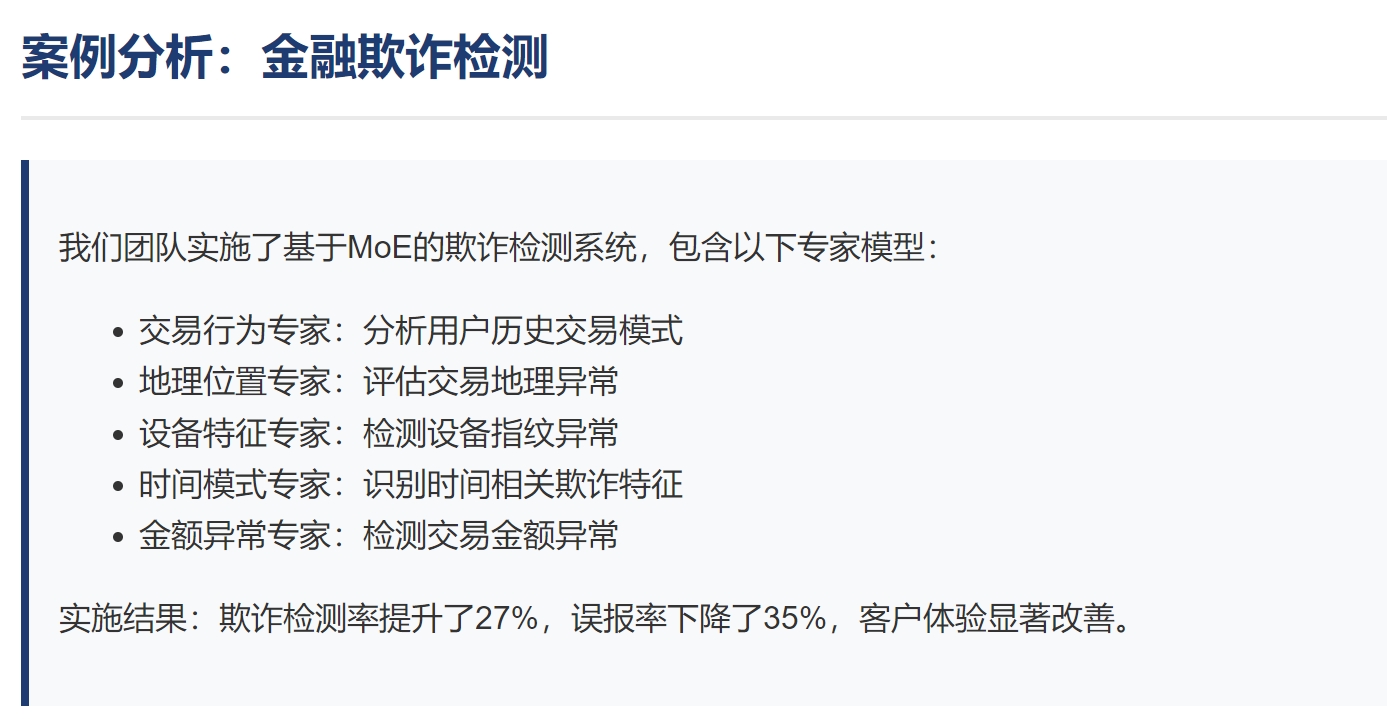 案例分析：金融欺诈检测
我们团队实施了基于MoE的欺诈检测系统，包含以下专家模型：
• 交易行为专家：分析用户历史交易模式
• 地理位置专家：评估交易地理异常
• 设备特征专家：检测设备指纹异常
• 时间模式专家：识别时间相关欺诈特征
• 金额异常专家：检测交易金额异常
实施结果：欺诈检测率提升了27%，误报率下降了35%，客户体验显著改善。